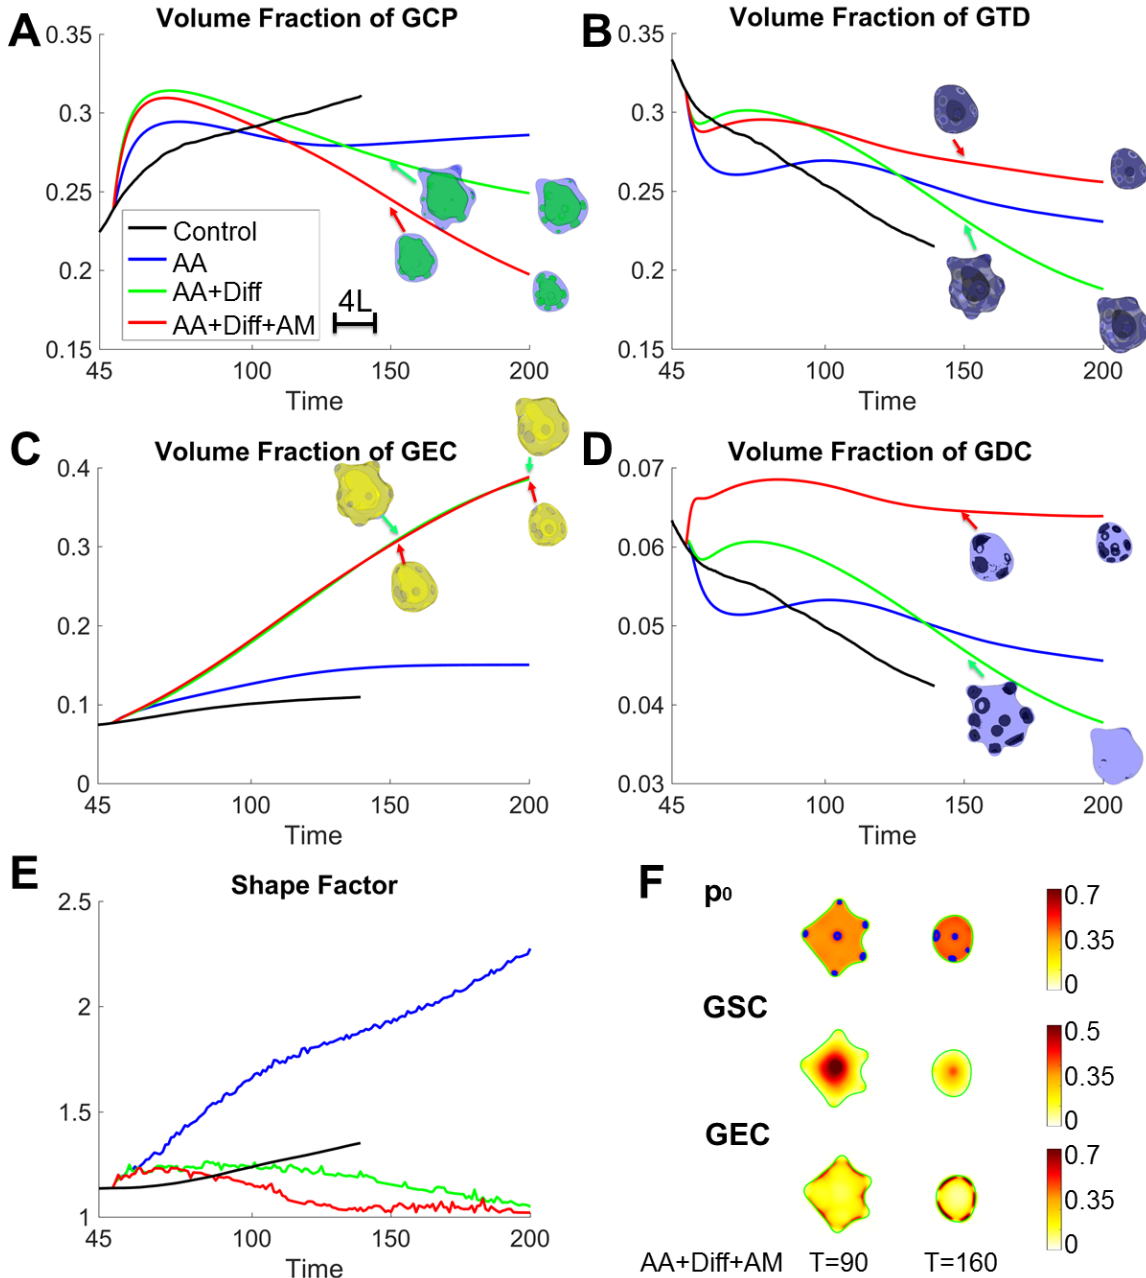 A
Volume Fraction of GCP
0.35
0.3
0.25
0.2
0.15
Control
AA
AA+Diff
AA+Diff+AM
4L
45
100
150
200
Time
B
Volume Fraction of GTD
0.35
0.3
0.25
0.2
0.15
45
100
150
200
Time
C
Volume Fraction of GEC
0.4
0.3
0.2
0.1
0
45
100
150
200
Time
D
Volume Fraction of GDC
0.07
0.06
0.05
0.04
0.03
45
100
150
200
Time
E
Shape Factor
2.5
2
1.5
1
45
100
150
200
Time
F
p0
0.7
0.35
0
GSC
0.5
0.35
0
GEC
0.7
0.35
0
AA+Diff+AM T=90 T=160